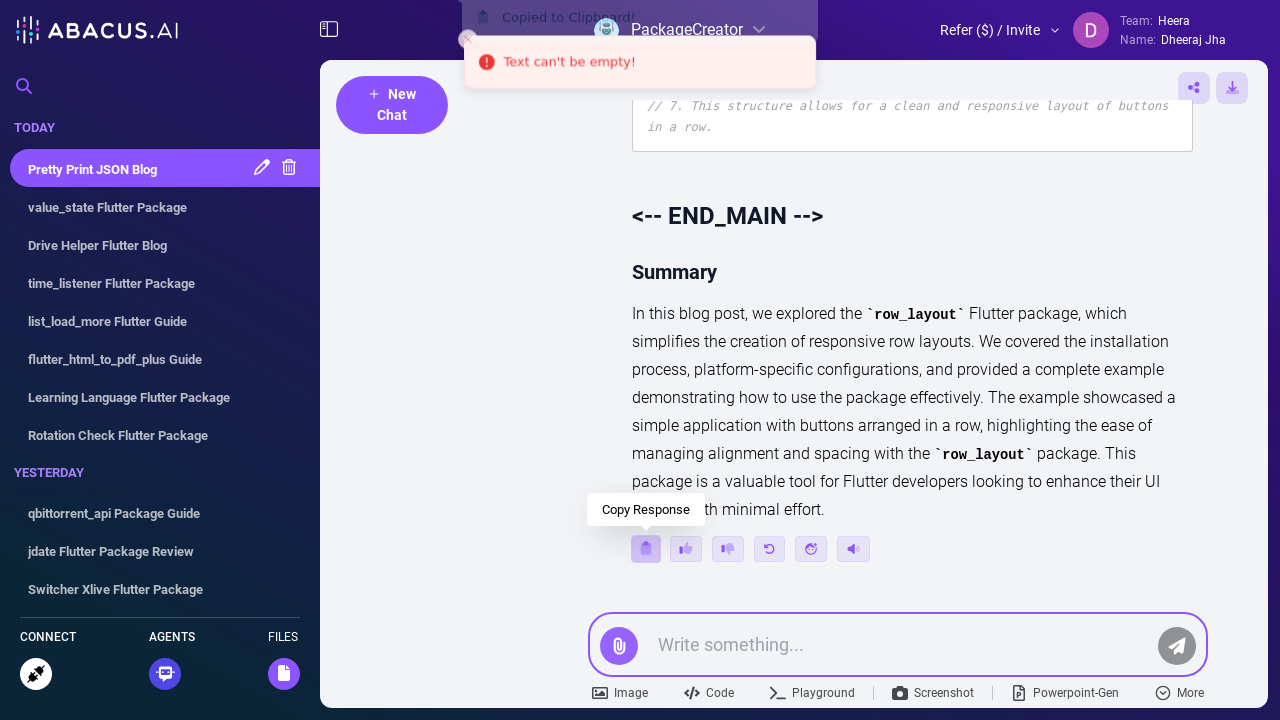 ABACUS.AI
TODAY
Pretty Print JSON Blog
value_state Flutter Package
Drive Helper Flutter Blog
time_listener Flutter Package
list_load_more Flutter Guide
flutter_html_to_pdf_plus Guide
Learning Language Flutter Package
Rotation Check Flutter Package
YESTERDAY
qbittorrent_api Package Guide
jdate Flutter Package Review
Switcher Xlive Flutter Package
CONNECT
AGENTS
FILES
Copied to Clipboard!
PackageCreator
Text can't be empty!
Refer ($) / Invite
D
Team: Heera
Name: Dheeraj Jha
+ New
Chat
// 7. This structure allows for a clean and responsive layout of buttons
in a row.
<-- END_MAIN -->
Summary
In this blog post, we explored the `row_layout` Flutter package, which
simplifies the creation of responsive row layouts. We covered the installation
process, platform-specific configurations, and provided a complete example
demonstrating how to use the package effectively. The example showcased a
simple application with buttons arranged in a row, highlighting the ease of
managing alignment and spacing with the `row_layout` package. This
package is a valuable tool for Flutter developers looking to enhance their UI
th minimal effort.
Copy Response
Write something...
Image
Code
Playground
Screenshot
Powerpoint-Gen
More